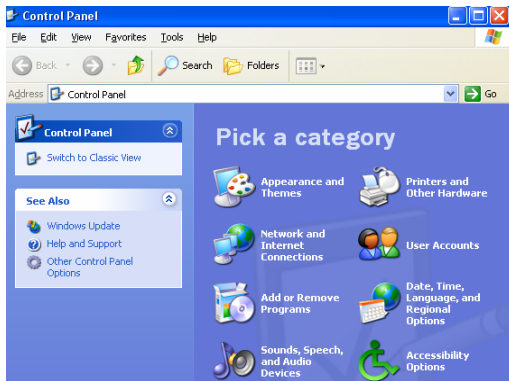 Control Panel
File Edit View Favorites Tools Help
Back Search Folders
Address Control Panel Go
Control Panel
Switch to Classic View
See Also
Windows Update
Help and Support
Other Control Panel
Options
Pick a category
Appearance and
Themes
Printers and
Other Hardware
Network and
Internet
Connections
User Accounts
Add or Remove
Programs
Date, Time,
Language, and
Regional
Options
Sounds, Speech,
and Audio
Devices
Accessibility
Options